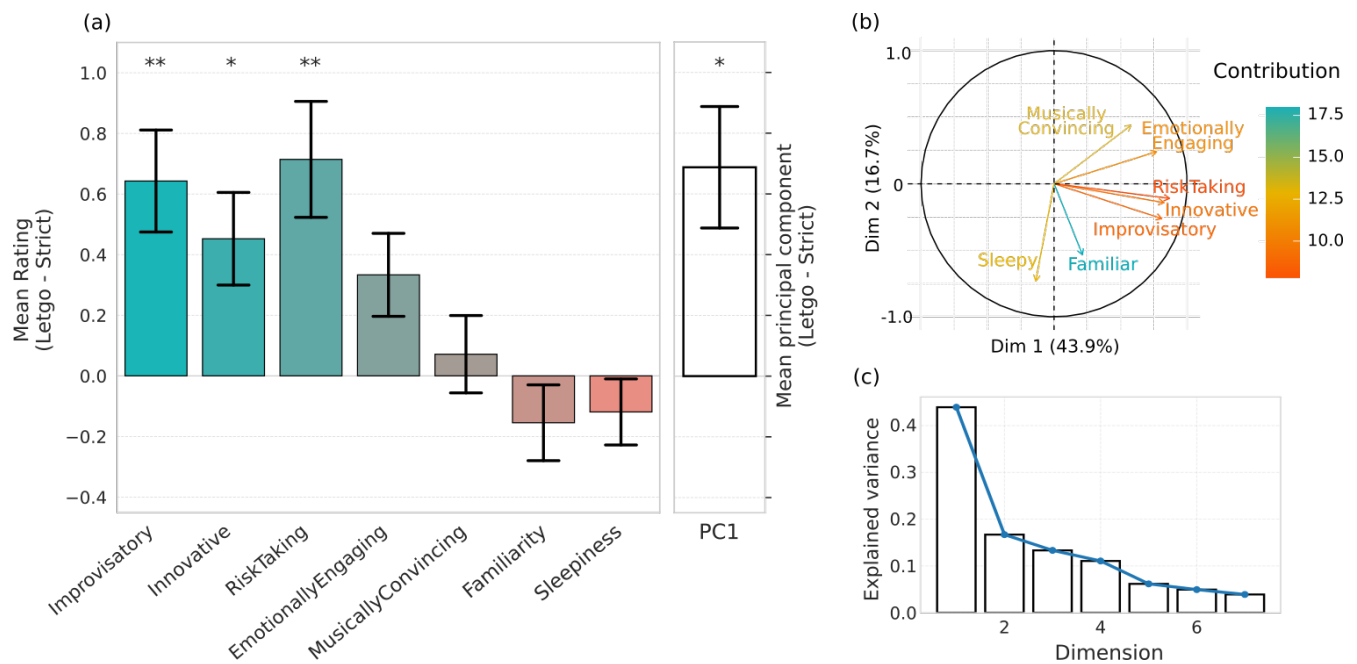 (a)
** * **
1.0
0.8
0.6
0.4
0.2
0.0
−0.2
−0.4
Mean Rating
(Letgo - Strict)
Improvisatory
Innovative
RiskTaking
EmotionallyEngaging
MusicallyConvincing
Familiarity
Sleepiness
*
Mean principal component
(Letgo - Strict)
PC1
(b)
1.0
0
-1.0
Dim 2 (16.7%)
Dim 1 (43.9%)
Musically
Convincing
Emotionally
Engaging
RiskTaking
Innovative
Improvisatory
Sleepy
Familiar
Contribution
17.5
15.0
12.5
10.0
(c)
Explained variance
0.4
0.3
0.2
0.1
0.0
2 4 6
Dimension